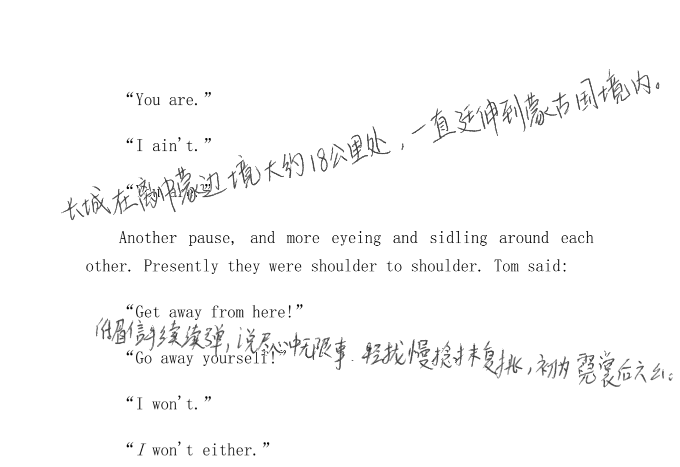 “You are.”
“I ain't.”
长城在离中蒙边境大约18公里处，一直延伸到蒙古国境内。
Another pause, and more eyeing and sidling around each
other. Presently they were shoulder to shoulder. Tom said:
“Get away from here!”
低眉信手续续弹，说尽心中无限事.轻拢慢捻抹复挑，初为霓裳后六幺。
“Go away yourself!”
“I won't.”
“I won't either.”